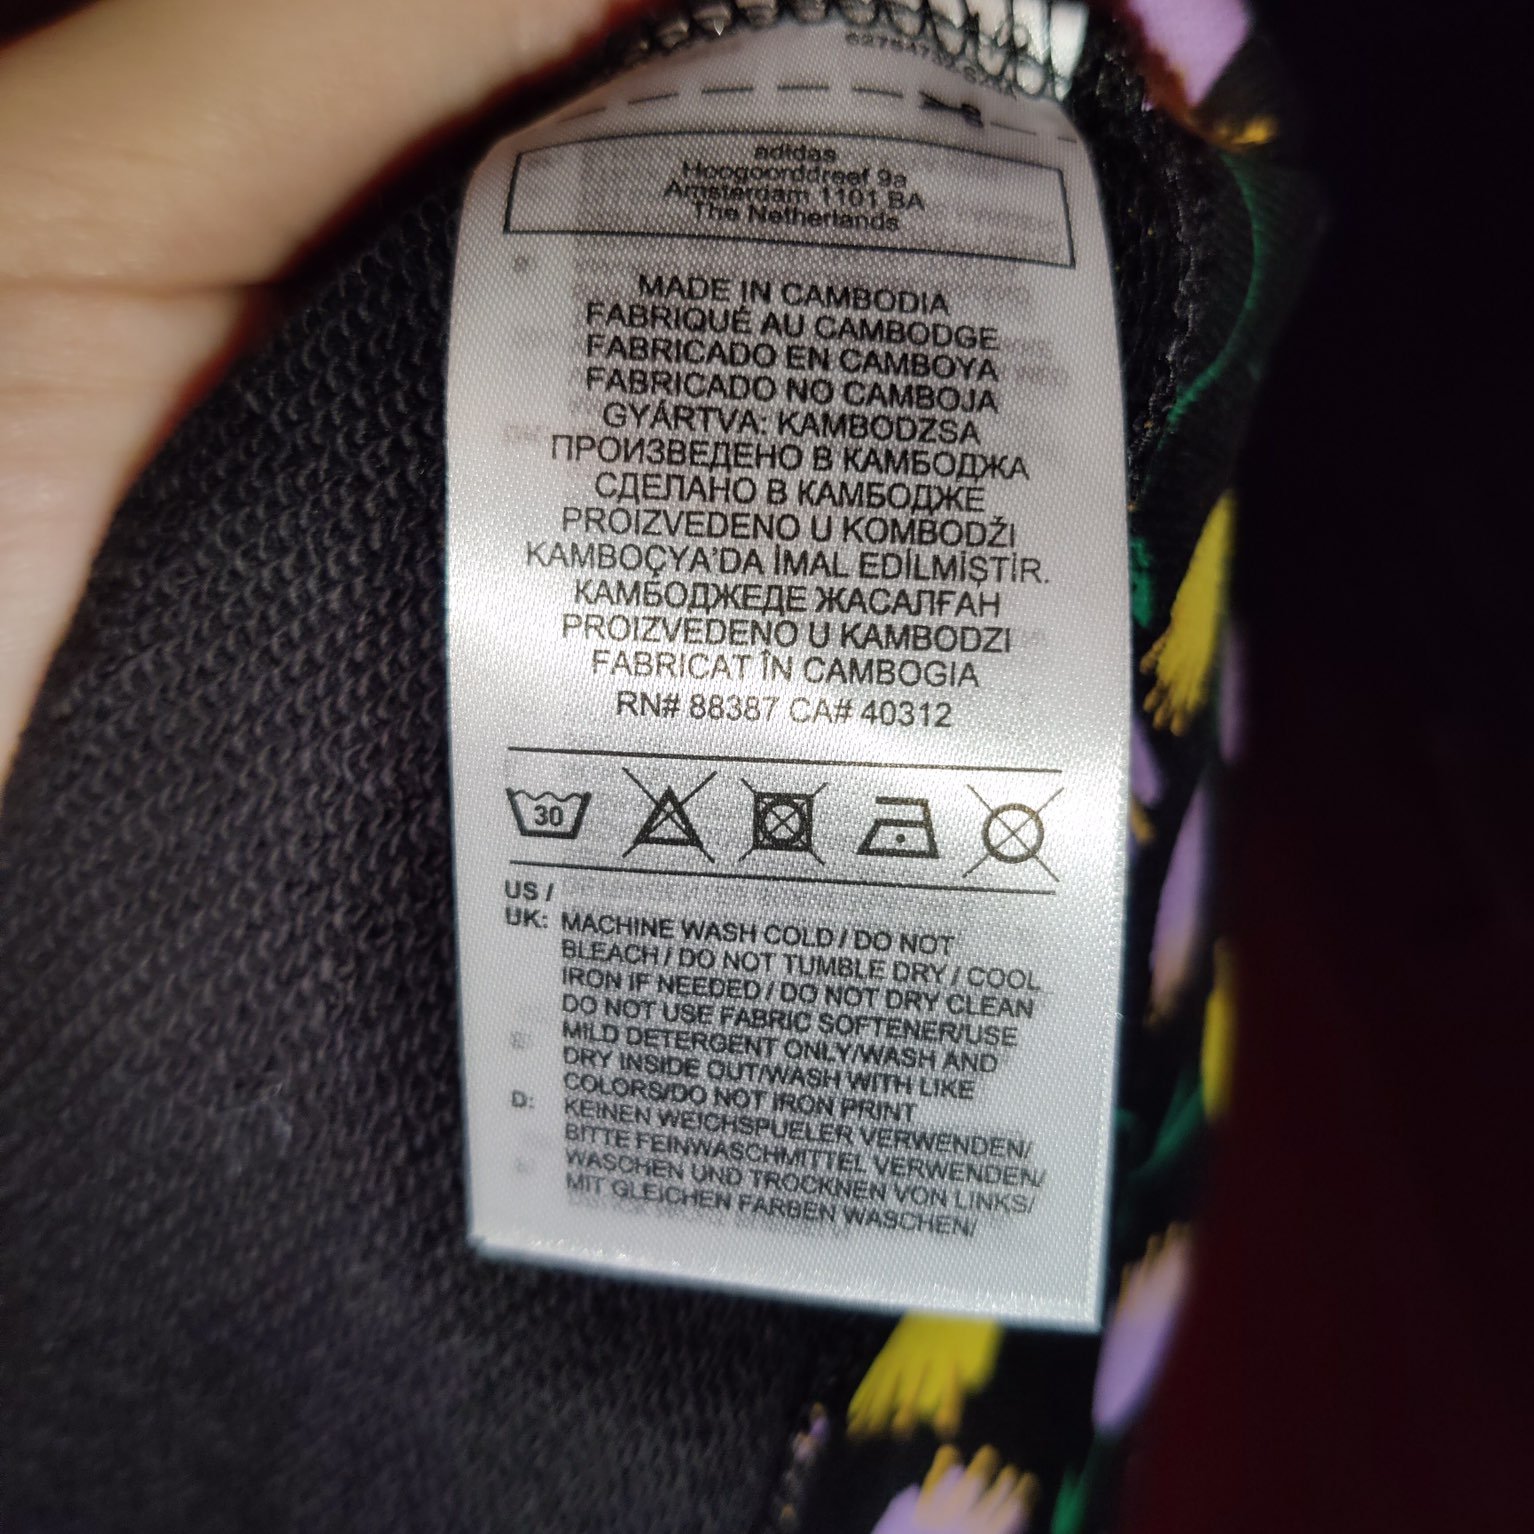 adidas
Hoogoorddreef 9a
Amsterdam 1101 BA
The Netherlands
MADE IN CAMBODIA
FABRIQUÉ AU CAMBODGE
FABRICADO EN CAMBOYA
FABRICADO NO CAMBOJA
GYÁRTVA: KAMBODZSA
ПРОИЗВЕДЕНО В КАМБОДЖА
СДЕЛАНО В КАМБОДЖЕ
PROIZVEDENO U KOMBODŽI
KAMBOÇYA'DA İMAL EDİLMİŞTİR.
КАМБОДЖЕДЕ ЖАСАЛҒАН
PROIZVEDENO U KAMBODZI
FABRICAT ÎN CAMBOGIA
RN# 88387 CA# 40312
30
US /
UK: MACHINE WASH COLD / DO NOT
BLEACH / DO NOT TUMBLE DRY / COOL
IRON IF NEEDED / DO NOT DRY CLEAN
DO NOT USE FABRIC SOFTENER/USE
MILD DETERGENT ONLY/WASH AND
DRY INSIDE OUT/WASH WITH LIKE
COLORS/DO NOT IRON PRINT
D: KEINEN WEICHSPUELER VERWENDEN/
BITTE FEINWASCHMITTEL VERWENDEN/
WASCHEN UND TROCKNEN VON LINKS/
MIT GLEICHEN FARBEN WASCHEN/